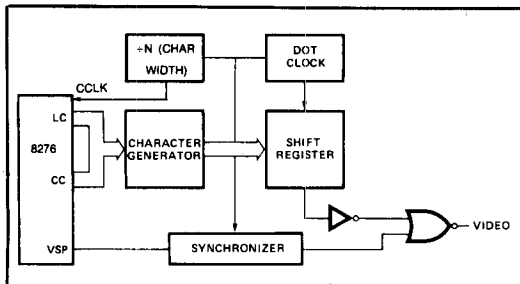 ÷N (CHAR
WIDTH)
DOT
CLOCK
CCLK
LC
8276
CC
VSP
CHARACTER
GENERATOR
SHIFT
REGISTER
SYNCHRONIZER
VIDEO